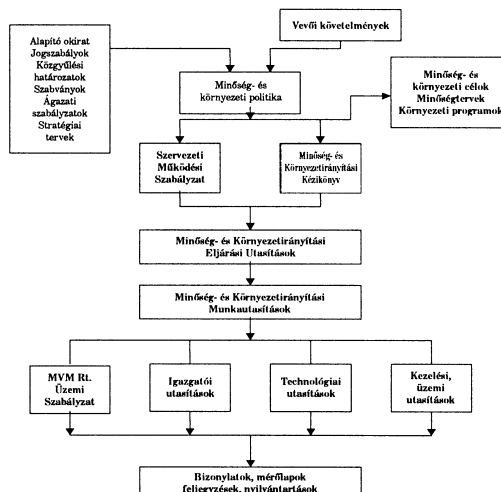 Alapító okirat
Jogszabályok
Közgyűlési
határozatok
Szabványok
Ágazati
szabályzatok
Stratégiai
tervek
Vevői követelmények
Minőség- és
környezeti politika
Minőség- és
környezeti célok
Minőségtervek
Környezeti programok
Szervezeti
Működési
Szabályzat
Minőség- és
Környezetirányítási
Kézikönyv
Minőség- és Környezetirányítási
Eljárási Utasítások
Minőség- és Környezetirányítási
Munkautasítások
MVM Rt.
Üzemi
Szabályzat
Igazgatói
utasítások
Technológiai
utasítások
Kezelési,
üzemi
utasítások
Bizonylatok, mérőlapok
feljegyzések, nyilvántartások